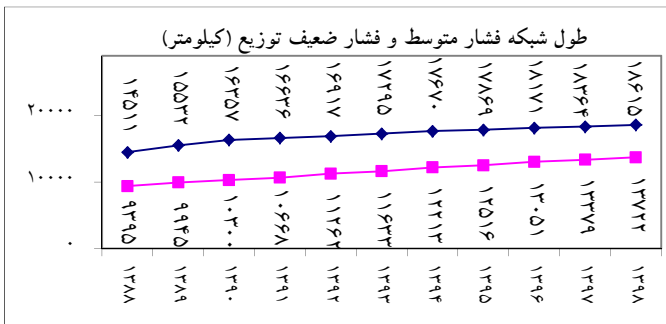 طول شبکه فشار متوسط و فشار ضعیف توزیع (کیلومتر)
۲۰۰۰۰
۱۰۰۰۰
۰
۱۴۵۱۱ ۱۵۵۳۲ ۱۶۳۵۷ ۱۶۶۳۶ ۱۶۹۱۷ ۱۷۲۹۵ ۱۷۶۷۰ ۱۷۸۶۹ ۱۸۱۷۱ ۱۸۳۶۴ ۱۸۶۱۵
۹۳۹۵ ۹۹۴۵ ۱۰۳۰۰ ۱۰۶۶۸ ۱۱۲۶۲ ۱۱۶۳۳ ۱۲۲۱۳ ۱۲۵۱۶ ۱۳۰۵۱ ۱۳۳۷۹ ۱۳۷۲۲
۱۳۸۸ ۱۳۸۹ ۱۳۹۰ ۱۳۹۱ ۱۳۹۲ ۱۳۹۳ ۱۳۹۴ ۱۳۹۵ ۱۳۹۶ ۱۳۹۷ ۱۳۹۸